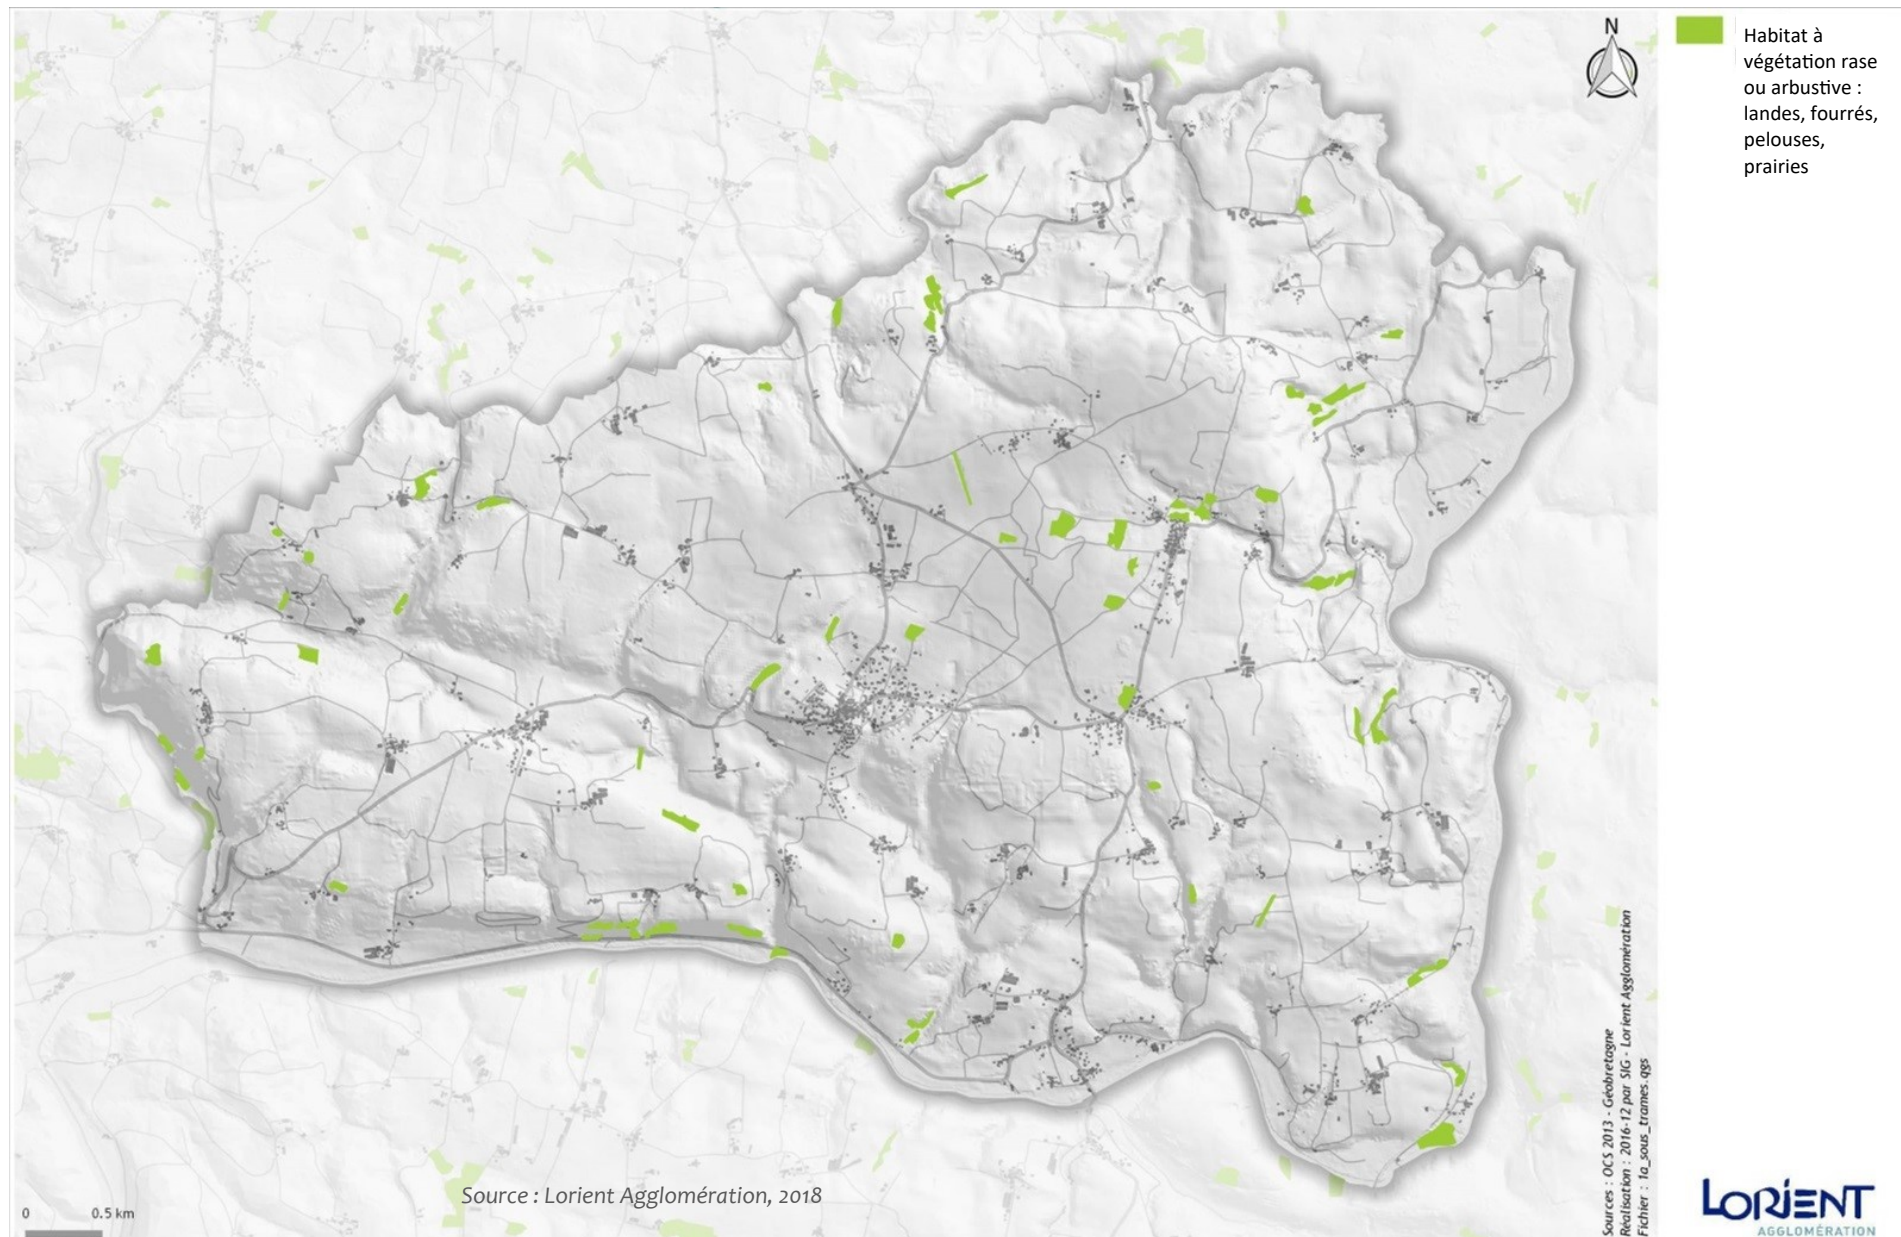 N
Habitat à
végétation rase
ou arbustive :
landes, fourrés,
pelouses,
prairies
Sources : OCS 2013 - Géobretagne
Réalisation : 2016-12 par SIG - Lorient Agglomération
Fichier : 1a_sous_trames.qgs
Source : Lorient Agglomération, 2018
0 0.5 km
LORIENT
AGGLOMÉRATION